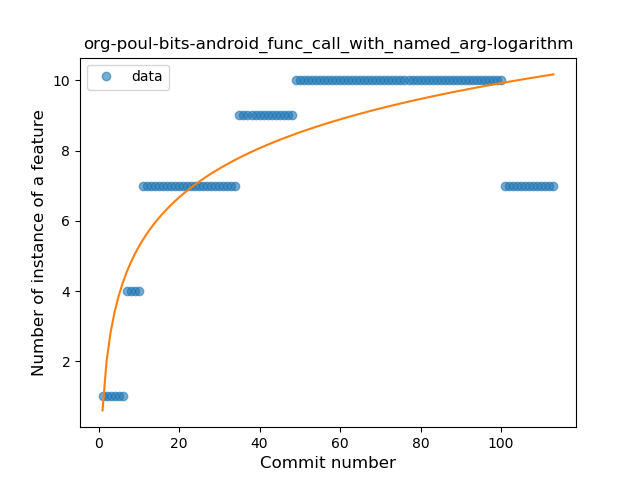 org-poul-bits-android_func_call_with_named_arg-logarithm
data
Number of instance of a feature
10
8
6
4
2
0 20 40 60 80 100
Commit number